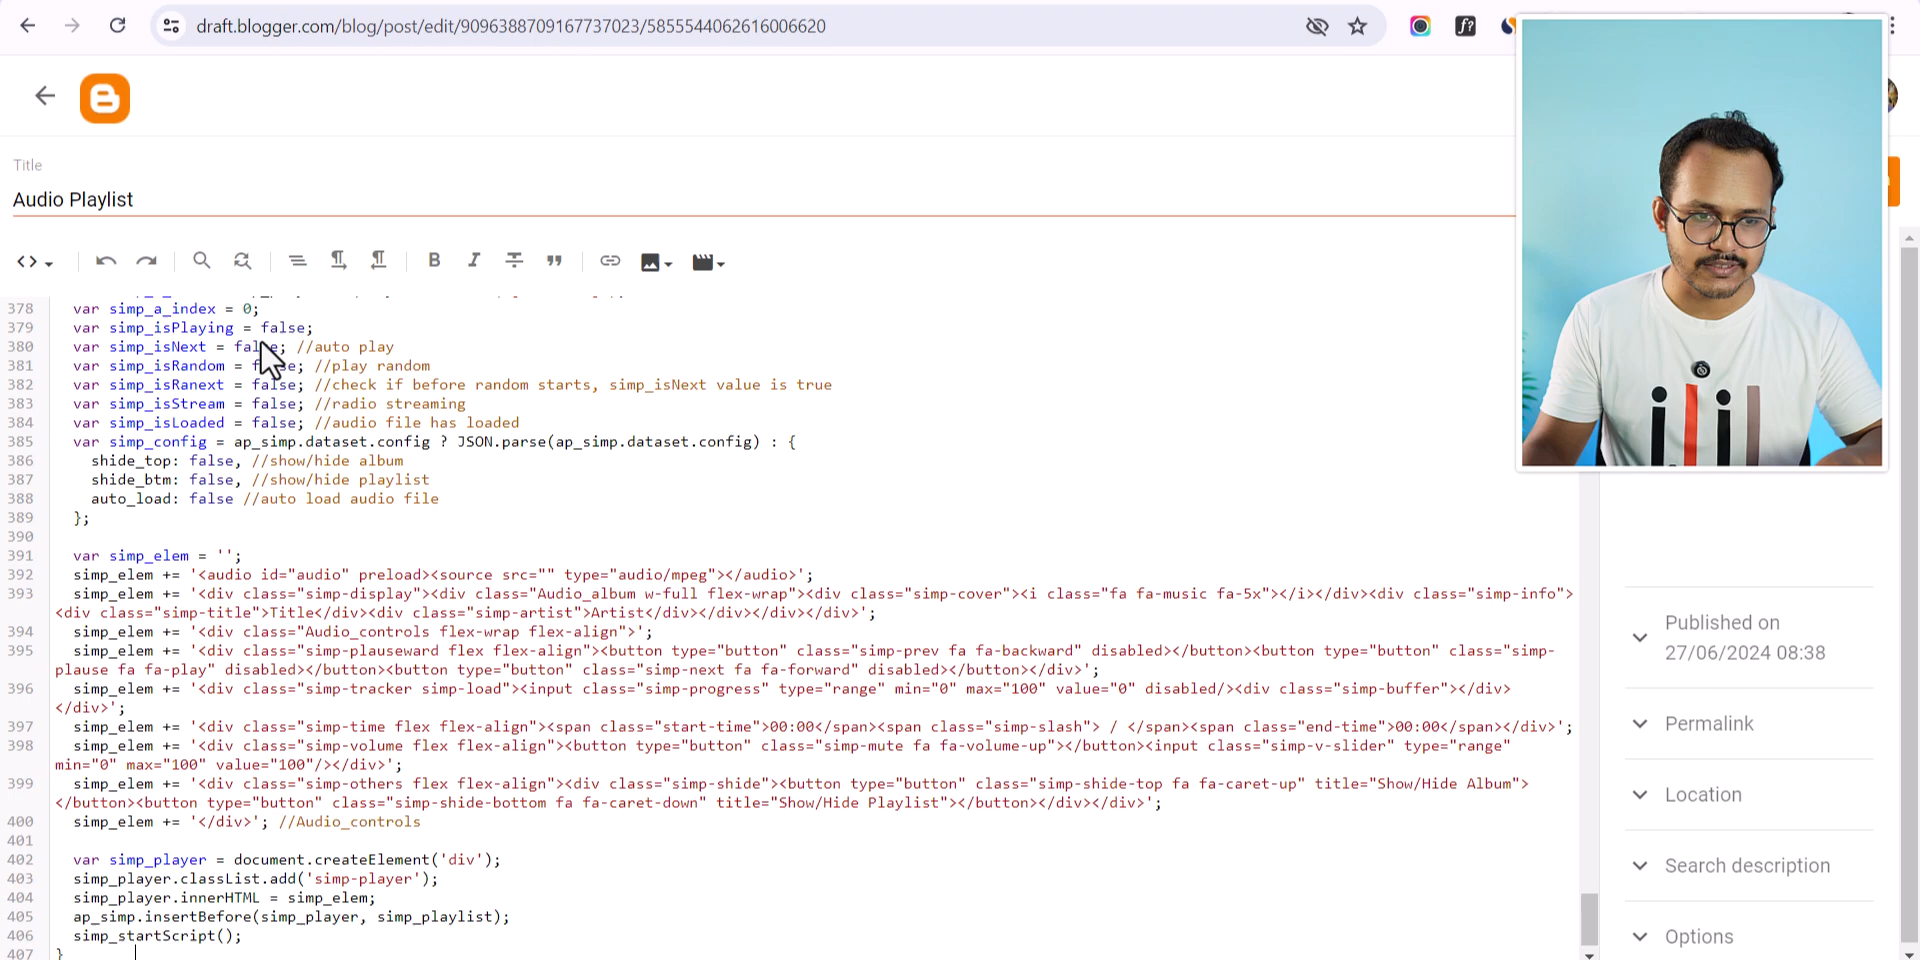 draft.blogger.com/blog/post/edit/9096388709167737023/5855544062616006620
Title
Audio Playlist
378 var simp_a_index = 0;
379 var simp_isPlaying = false;
380 var simp_isNext = false; //auto play
381 var simp_isRandom = false; //play random
382 var simp_isRanext = false; //check if before random starts, simp_isNext value is true
383 var simp_isStream = false; //radio streaming
384 var simp_isLoaded = false; //audio file has loaded
385 var simp_config = ap_simp.dataset.config ? JSON.parse(ap_simp.dataset.config) : {
386 shide_top: false, //show/hide album
387 shide_btm: false, //show/hide playlist
388 auto_load: false //auto load audio file
389 };
390
391 var simp_elem = '';
392 simp_elem += '<audio id="audio" preload><source src="" type="audio/mpeg"></audio>';
393 simp_elem += '<div class="simp-display"><div class="Audio_album w-full flex-wrap"><div class="simp-cover"><i class="fa fa-music fa-5x"></i></div><div class="simp-info">
<div class="simp-title">Title</div><div class="simp-artist">Artist</div></div></div></div>';
394 simp_elem += '<div class="Audio_controls flex-wrap flex-align">';
395 simp_elem += '<div class="simp-plauseward flex flex-align"><button type="button" class="simp-prev fa fa-backward" disabled></button><button type="button" class="simp-
plause fa fa-play" disabled></button><button type="button" class="simp-next fa fa-forward" disabled></button></div>';
396 simp_elem += '<div class="simp-tracker simp-load"><input class="simp-progress" type="range" min="0" max="100" value="0" disabled/><div class="simp-buffer"></div>
</div>';
397 simp_elem += '<div class="simp-time flex flex-align"><span class="start-time">00:00</span><span class="simp-slash"> / </span><span class="end-time">00:00</span></div>';
398 simp_elem += '<div class="simp-volume flex flex-align"><button type="button" class="simp-mute fa fa-volume-up"></button><input class="simp-v-slider" type="range"
min="0" max="100" value="100"/></div>';
399 simp_elem += '<div class="simp-others flex flex-align"><div class="simp-shide"><button type="button" class="simp-shide-top fa fa-caret-up" title="Show/Hide Album">
</button><button type="button" class="simp-shide-bottom fa fa-caret-down" title="Show/Hide Playlist"></button></div></div>';
400 simp_elem += '</div>'; //Audio_controls
401
402 var simp_player = document.createElement('div');
403 simp_player.classList.add('simp-player');
404 simp_player.innerHTML = simp_elem;
405 ap_simp.insertBefore(simp_player, simp_playlist);
406 simp_startScript();
407 }
Published on
27/06/2024 08:38
Permalink
Location
Search description
Options